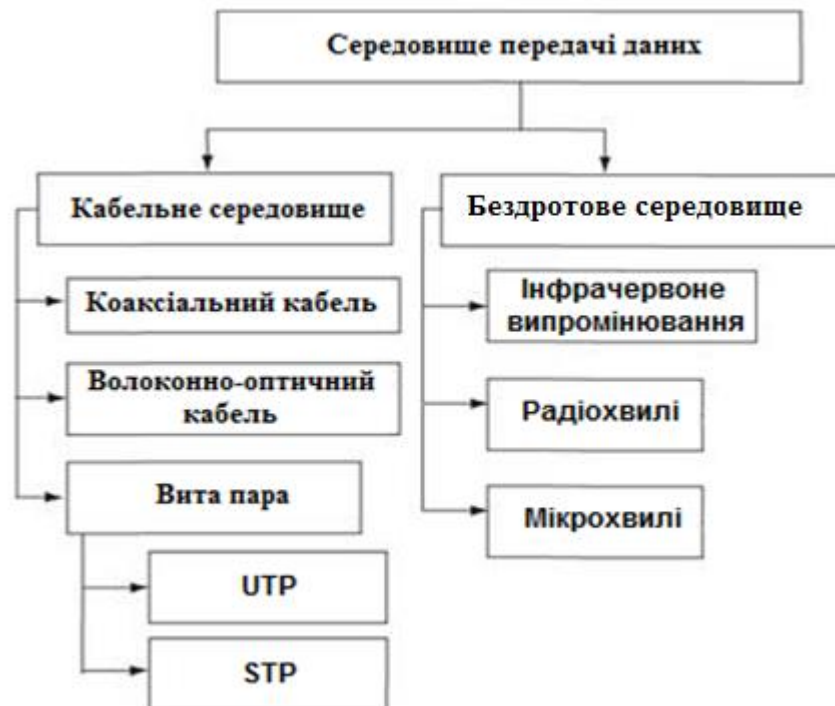 Середовище передачі даних
Кабельне середовище
Коаксіальний кабель
Волоконно-оптичний
кабель
Вита пара
UTP
STP
Бездротове середовище
Інфрачервоне
випромінювання
Радіохвилі
Мікрохвилі